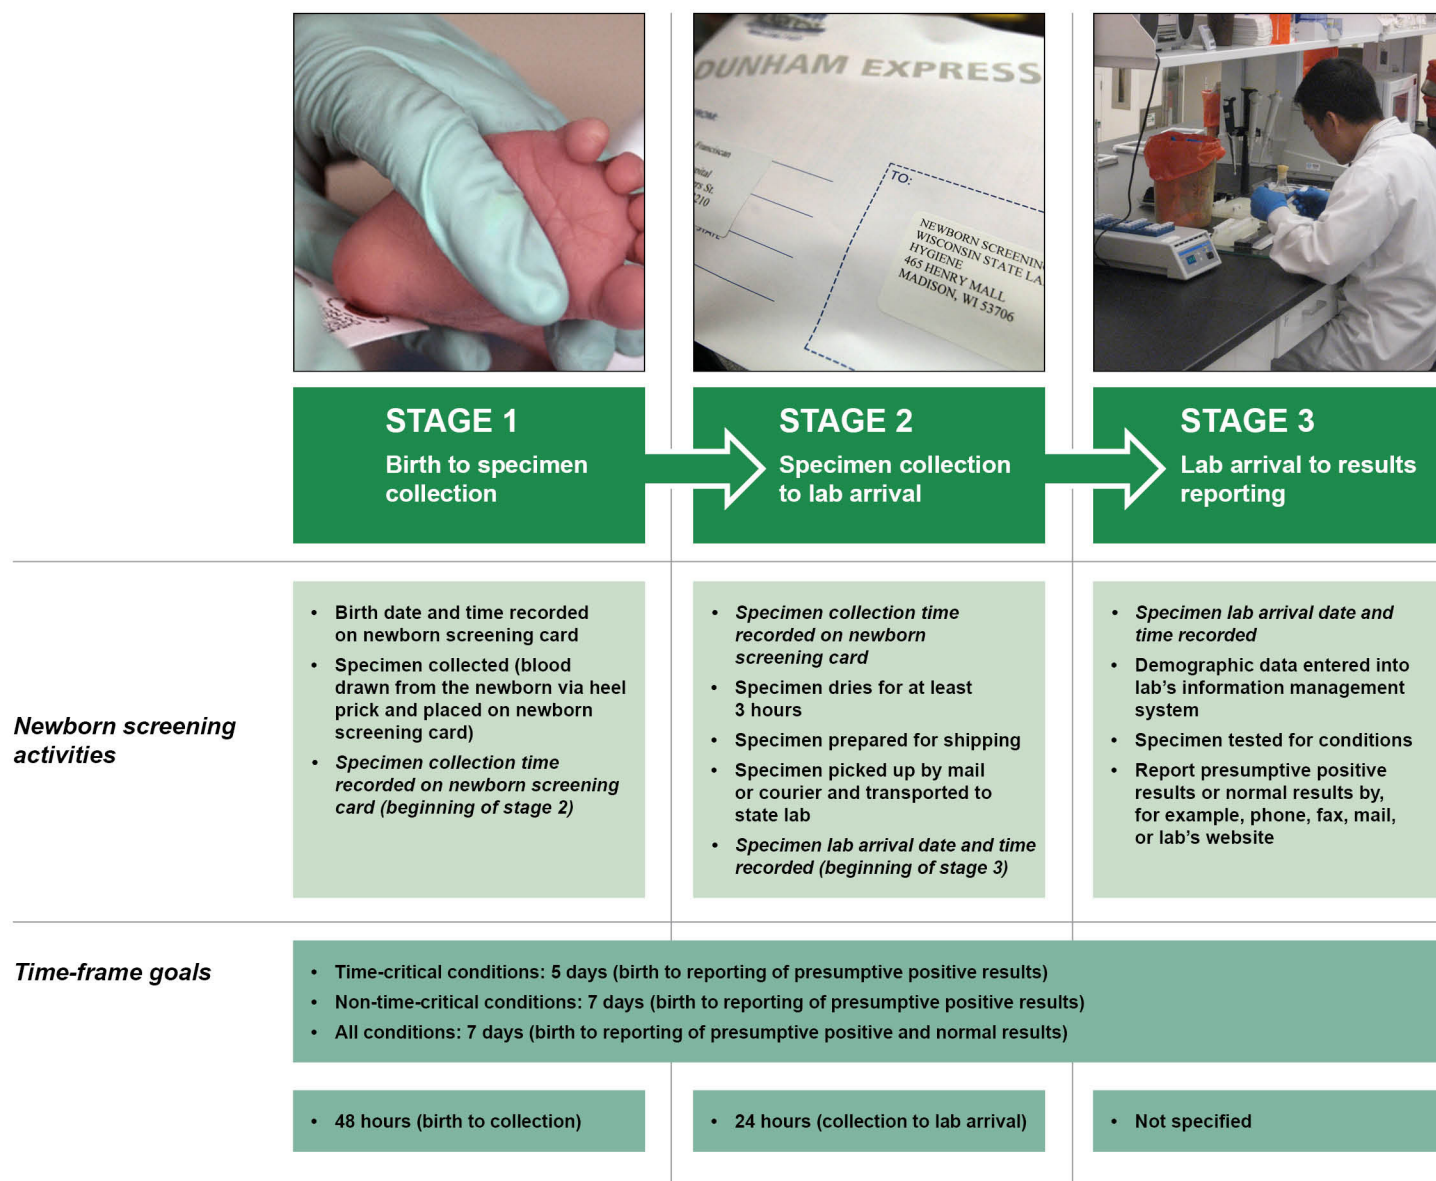 DUNHAM EXPRESS
Franciscan
St.
TO:
NEWBORN SCREENING
WISCONSIN STATE
HYGIENE
465 HENRY MALL
MADISON, WI 53706
STAGE 1
Birth to specimen
collection
STAGE 2
Specimen collection
to lab arrival
STAGE 3
Lab arrival to results
reporting
Newborn screening
activities
• Birth date and time recorded
on newborn screening card
• Specimen collected (blood
drawn from the newborn via heel
prick and placed on newborn
screening card)
• Specimen collection time
recorded on newborn screening
card (beginning of stage 2)
• Specimen collection time
recorded on newborn
screening card
• Specimen dries for at least
3 hours
• Specimen prepared for shipping
• Specimen picked up by mail
or courier and transported to
state lab
• Specimen lab arrival date and time
recorded (beginning of stage 3)
• Specimen lab arrival date and
time recorded
• Demographic data entered into
lab’s information management
system
• Specimen tested for conditions
• Report presumptive positive
results or normal results by,
for example, phone, fax, mail,
or lab’s website
Time-frame goals
• Time-critical conditions: 5 days (birth to reporting of presumptive positive results)
• Non-time-critical conditions: 7 days (birth to reporting of presumptive positive results)
• All conditions: 7 days (birth to reporting of presumptive positive and normal results)
• 48 hours (birth to collection)
• 24 hours (collection to lab arrival)
• Not specified